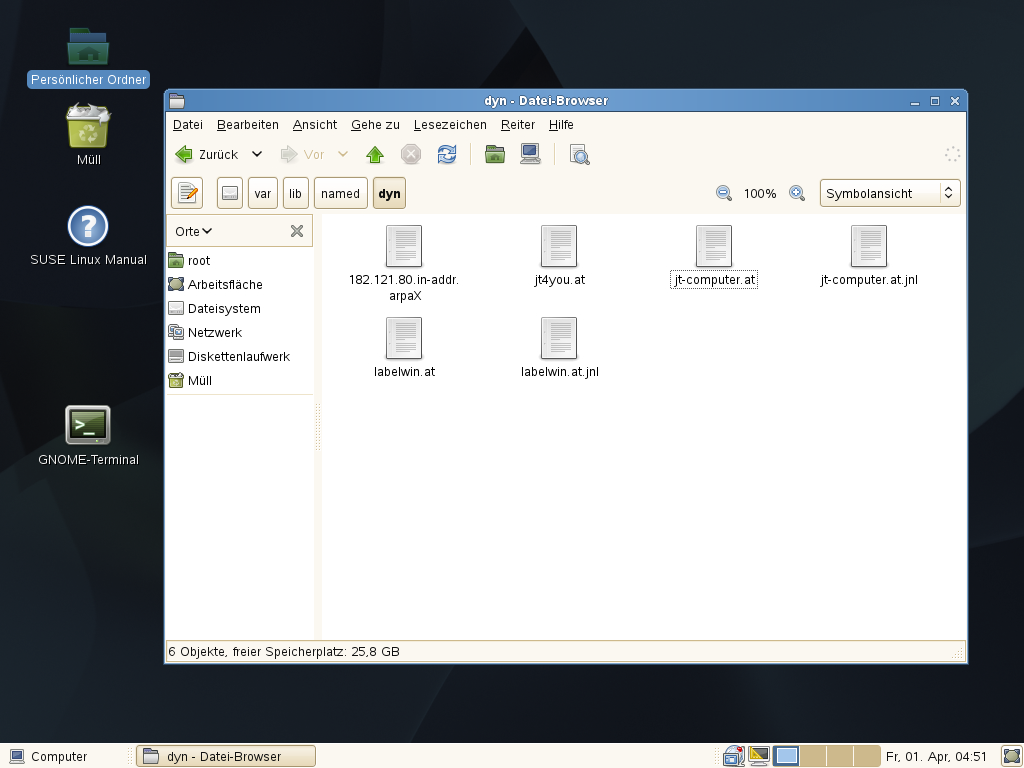 Persönlicher Ordner
Müll
SUSE Linux Manual
GNOME-Terminal
dyn - Datei-Browser
Datei Bearbeiten Ansicht Gehe zu Lesezeichen Reiter Hilfe
Zurück Vor
var lib named dyn 100% Symbolansicht
Orte
root
Arbeitsfläche
Dateisystem
Netzwerk
Diskettenlaufwerk
Müll
182.121.80.in-addr.
arpaX
jt4you.at
jt-computer.at
jt-computer.at.jnl
labelwin.at
labelwin.at.jnl
6 Objekte, freier Speicherplatz: 25,8 GB
Computer
dyn - Datei-Browser
Fr, 01. Apr, 04:51